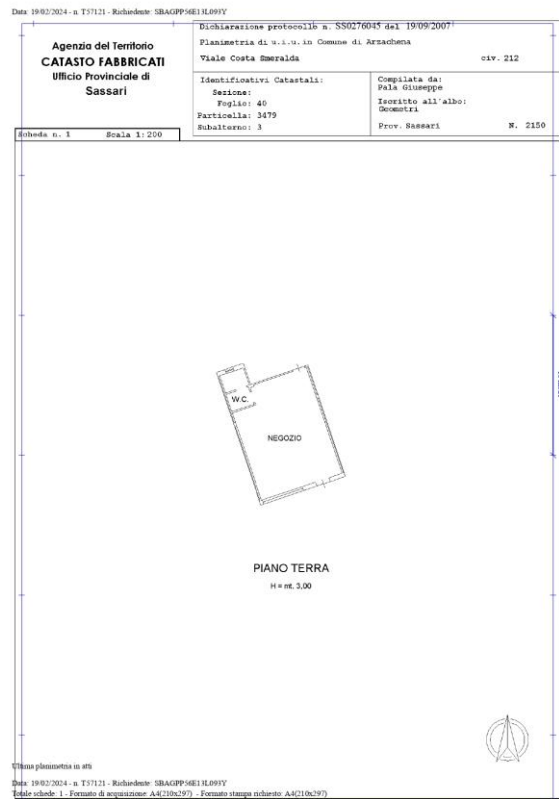 Data: 19/02/2024 - n. T57121 - Richiedente: SBAGPP56E13L093Y
Agenzia del Territorio
CATASTO FABBRICATI
Ufficio Provinciale di
Sassari
Dichiarazione protocollo n. SS0276045 del 19/09/2007
Planimetria di u.i.u. in Comune di Arzachena
Viale Costa Smeralda civ. 212
Identificativi Catastali:
Sezione:
Foglio: 40
Particella: 3479
Subalterno: 3
Compilata da:
Pala Giuseppe
Iscritto all'albo:
Geometri
Prov. Sassari N. 2150
Scheda n. 1 Scala 1:200
W.C.
NEGOZIO
PIANO TERRA
H = mt. 3,00
Ultima planimetria in atti
Data: 19/02/2024 - n. T57121 - Richiedente: SBAGPP56E13L093Y
Totale schede: 1 - Formato di acquisizione: A4(210x297) - Formato stampa richiesto: A4(210x297)